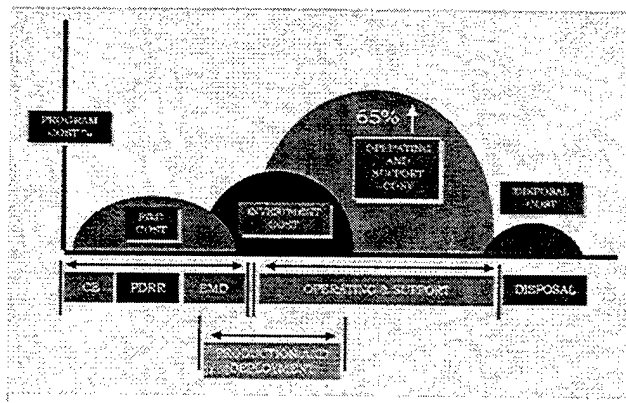 65%
PROGRAM
COST %
OPERATING
AND
SUPPORT
COST
DISPOSAL
COST
R&D
COST
INVESTMENT
COST
CE
PDRR
EMD
OPERATING & SUPPORT
DISPOSAL
PRODUCTION AND
DEPLOYMENT